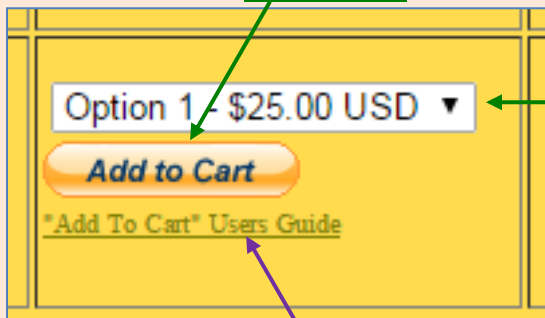 Option 1 - $25.00 USD
Add to Cart
"Add To Cart" Users Guide